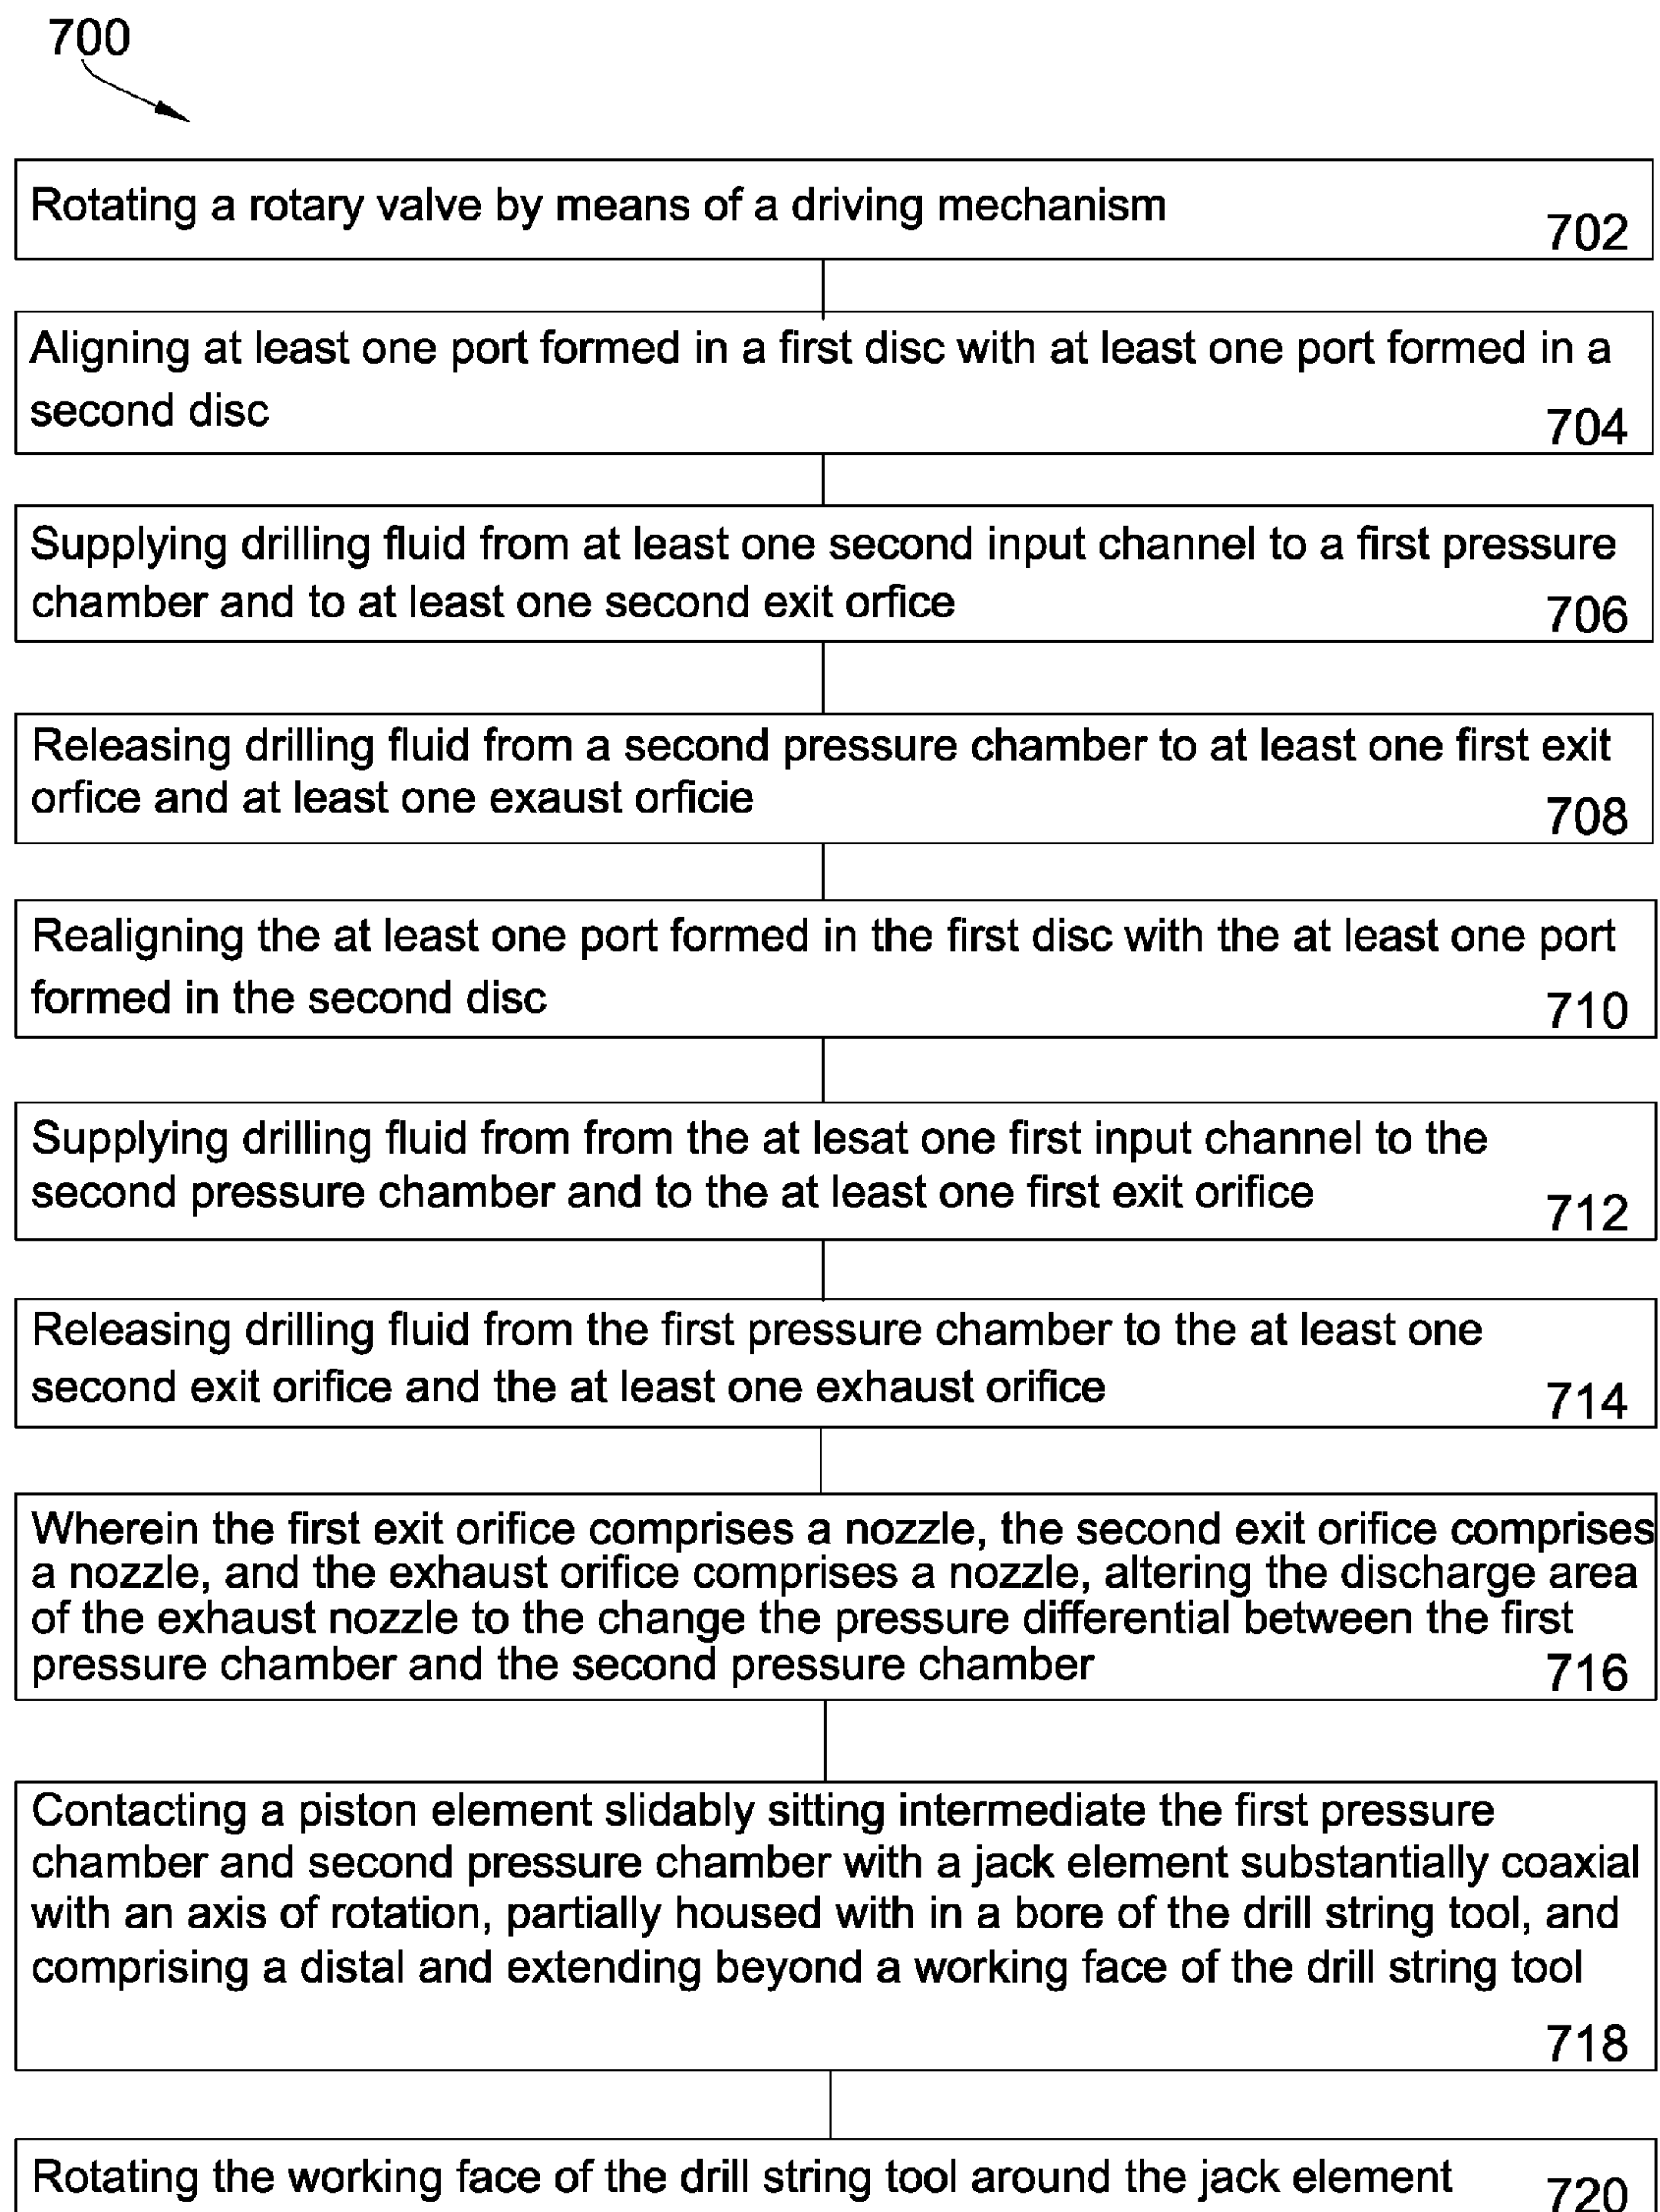 700
Rotating a rotary valve by means of a driving mechanism
702
Aligning at least one port formed in a first disc with at least one port formed in a
second disc
704
Supplying drilling fluid from at least one second input channel to a first pressure
chamber and to at least one second exit orfice
706
Releasing drilling fluid from a second pressure chamber to at least one first exit
orfice and at least one exaust orficie
708
Realigning the at least one port formed in the first disc with the at least one port
formed in the second disc
710
Supplying drilling fluid from from the at lesat one first input channel to the
second pressure chamber and to the at least one first exit orifice
712
Releasing drilling fluid from the first pressure chamber to the at least one
second exit orifice and the at least one exhaust orifice
714
Wherein the first exit orifice comprises a nozzle, the second exit orifice comprises
a nozzle, and the exhaust orifice comprises a nozzle, altering the discharge area
of the exhaust nozzle to the change the pressure differential between the first
pressure chamber and the second pressure chamber
716
Contacting a piston element slidably sitting intermediate the first pressure
chamber and second pressure chamber with a jack element substantially coaxial
with an axis of rotation, partially housed with in a bore of the drill string tool, and
comprising a distal and extending beyond a working face of the drill string tool
718
Rotating the working face of the drill string tool around the jack element
720